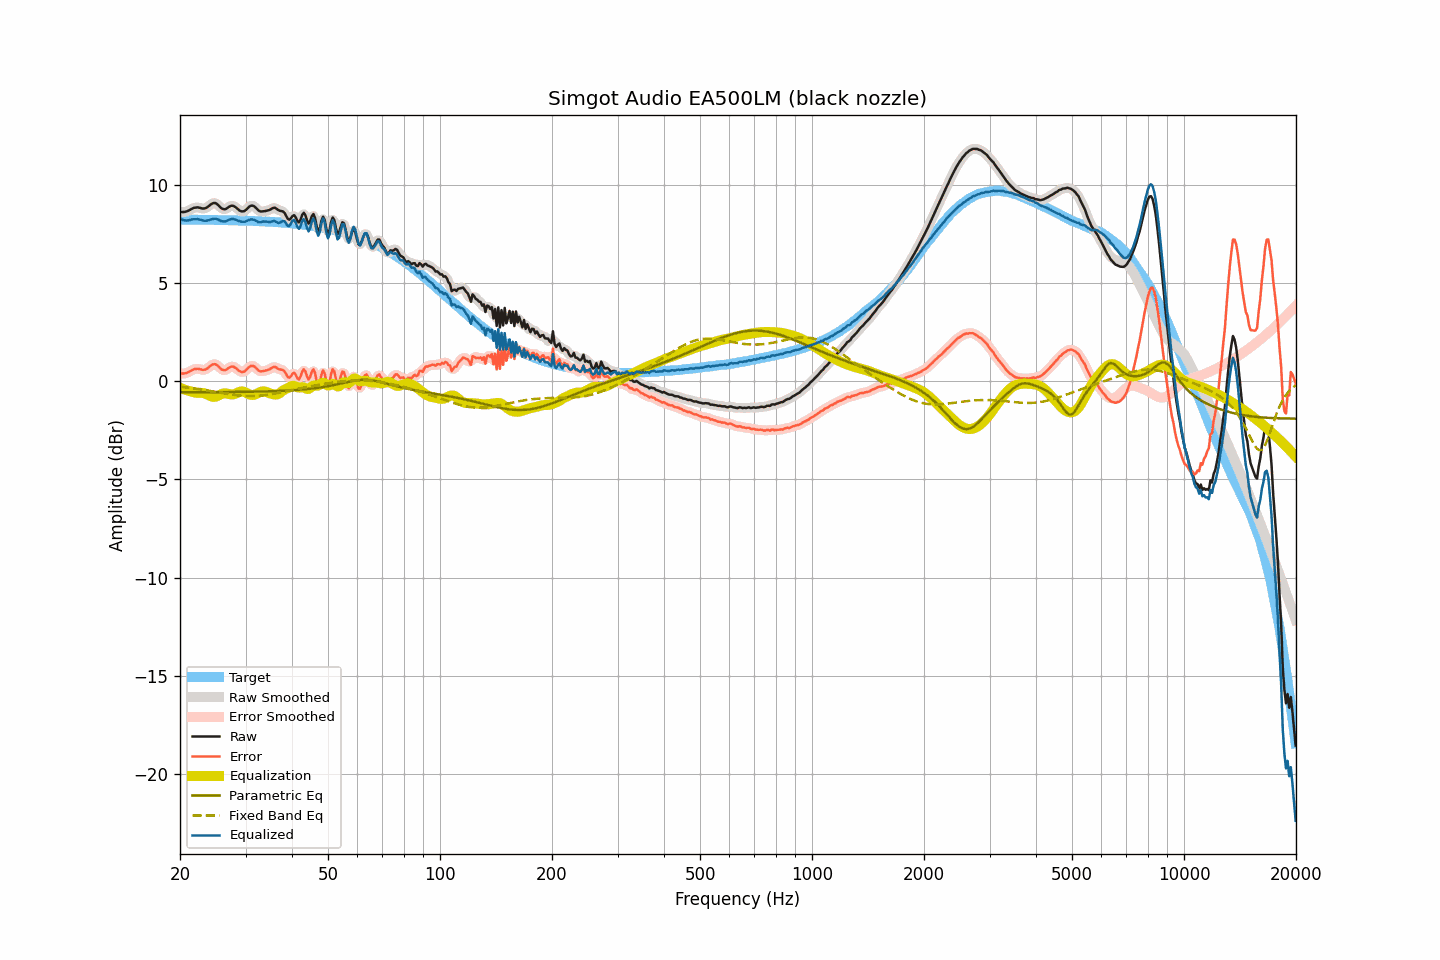 Simgot Audio EA500LM (black nozzle)
Amplitude (dBr)
10
5
0
−5
−10
−15
−20
Target
Raw Smoothed
Error Smoothed
Raw
Error
Equalization
Parametric Eq
Fixed Band Eq
Equalized
20 50 100 200 500 1000 2000 5000 10000 20000
Frequency (Hz)